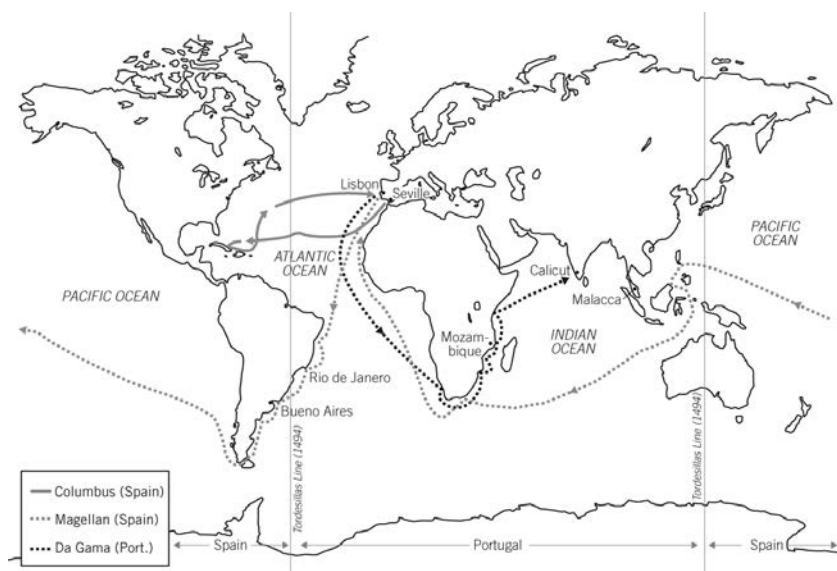 Lisbon
Seville
PACIFIC
OCEAN
ATLANTIC
OCEAN
Calicut
PACIFIC OCEAN
Malacca
Mozam-
bique
INDIAN
OCEAN
Rio de Janero
Bueno Aires
Tordesillas Line (1494)
Tordesillas Line (1494)
Columbus (Spain)
Magellan (Spain)
Da Gama (Port.)
Spain
Portugal
Spain